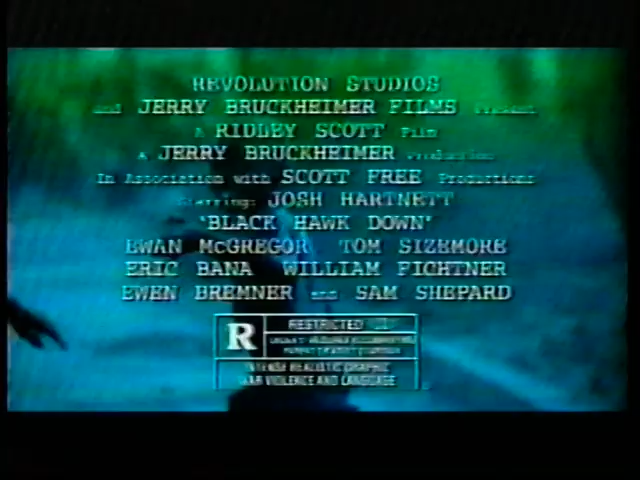 REVOLUTION STUDIOS
and JERRY BRUCKHEIMER FILMS Present
A RIDLEY SCOTT Film
A JERRY BRUCKHEIMER Production
In Association with SCOTT FREE Productions
Starring: JOSH HARTNETT
'BLACK HAWK DOWN'
EWAN McGREGOR TOM SIZEMORE
ERIC BANA WILLIAM FICHTNER
EWEN BREMNER and SAM SHEPARD
R RESTRICTED
INTENSE REALISTIC GRAPHIC
WAR VIOLENCE AND LANGUAGE